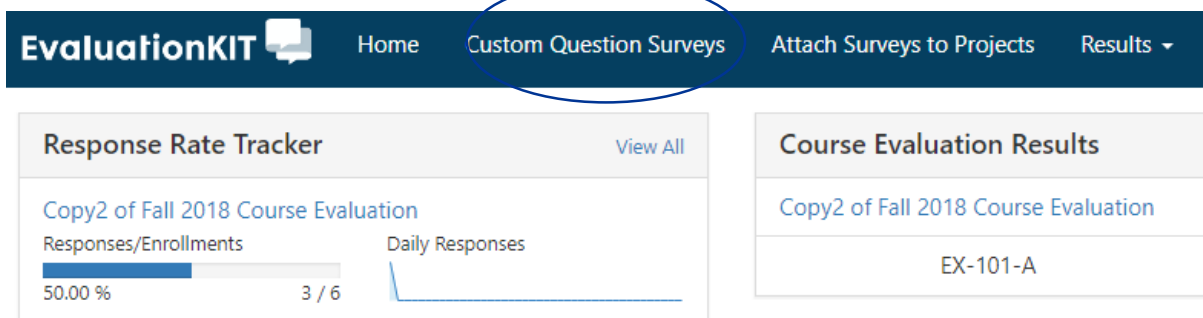 EvaluationKIT Home Custom Question Surveys Attach Surveys to Projects Results
Response Rate Tracker View All
Copy2 of Fall 2018 Course Evaluation
Responses/Enrollments Daily Responses
50.00 % 3 / 6
Course Evaluation Results
Copy2 of Fall 2018 Course Evaluation
EX-101-A